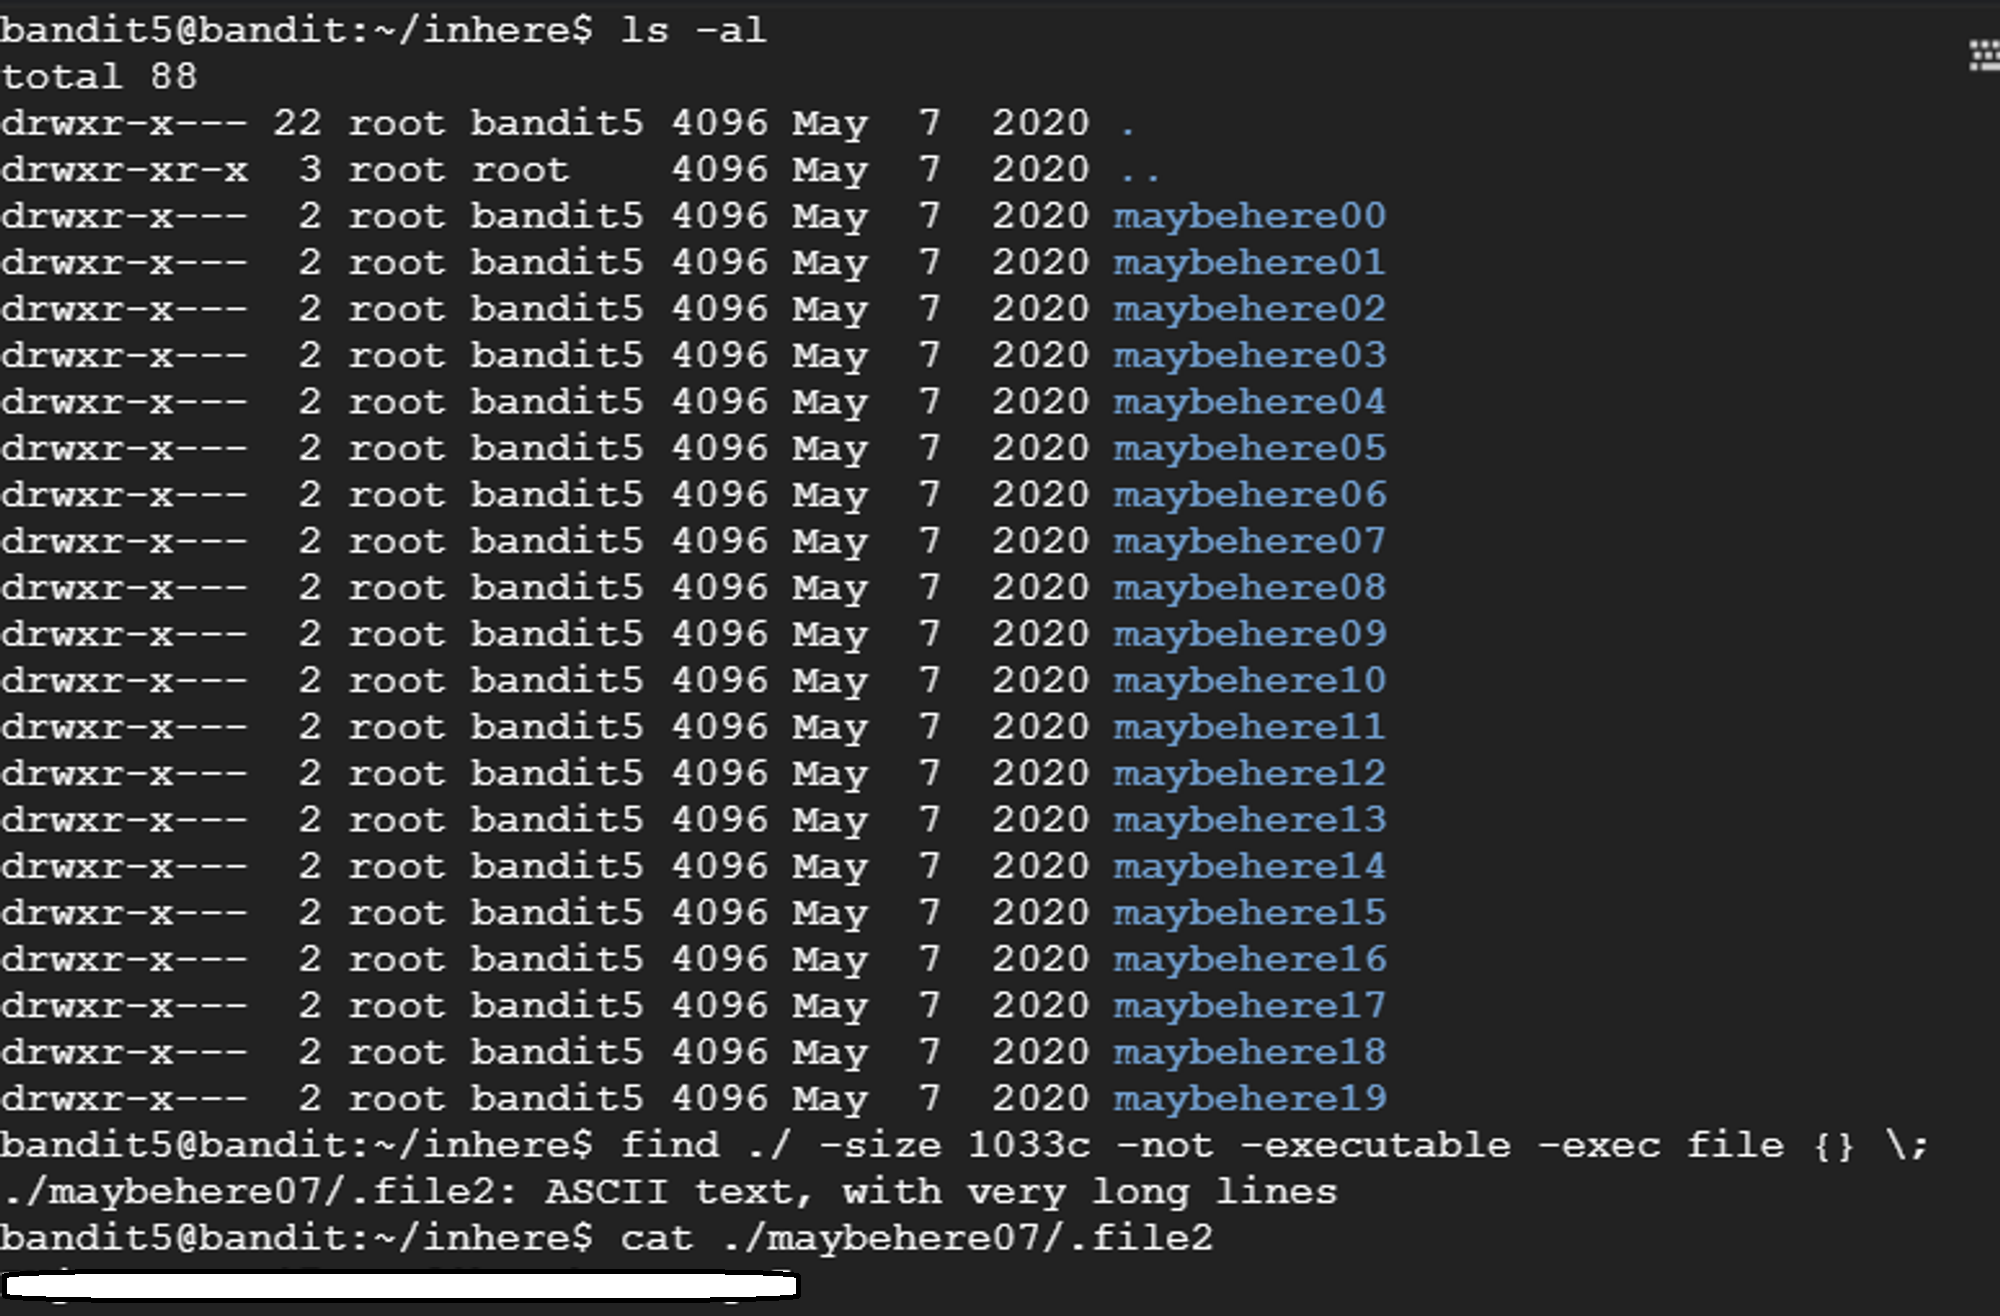 bandit5@bandit:~/inhere$ ls -al
total 88
drwxr-x--- 22 root bandit5 4096 May  7  2020 .
drwxr-xr-x  3 root root    4096 May  7  2020 ..
drwxr-x---  2 root bandit5 4096 May  7  2020 maybehere00
drwxr-x---  2 root bandit5 4096 May  7  2020 maybehere01
drwxr-x---  2 root bandit5 4096 May  7  2020 maybehere02
drwxr-x---  2 root bandit5 4096 May  7  2020 maybehere03
drwxr-x---  2 root bandit5 4096 May  7  2020 maybehere04
drwxr-x---  2 root bandit5 4096 May  7  2020 maybehere05
drwxr-x---  2 root bandit5 4096 May  7  2020 maybehere06
drwxr-x---  2 root bandit5 4096 May  7  2020 maybehere07
drwxr-x---  2 root bandit5 4096 May  7  2020 maybehere08
drwxr-x---  2 root bandit5 4096 May  7  2020 maybehere09
drwxr-x---  2 root bandit5 4096 May  7  2020 maybehere10
drwxr-x---  2 root bandit5 4096 May  7  2020 maybehere11
drwxr-x---  2 root bandit5 4096 May  7  2020 maybehere12
drwxr-x---  2 root bandit5 4096 May  7  2020 maybehere13
drwxr-x---  2 root bandit5 4096 May  7  2020 maybehere14
drwxr-x---  2 root bandit5 4096 May  7  2020 maybehere15
drwxr-x---  2 root bandit5 4096 May  7  2020 maybehere16
drwxr-x---  2 root bandit5 4096 May  7  2020 maybehere17
drwxr-x---  2 root bandit5 4096 May  7  2020 maybehere18
drwxr-x---  2 root bandit5 4096 May  7  2020 maybehere19
bandit5@bandit:~/inhere$ find ./ -size 1033c -not -executable -exec file {} \;
./maybehere07/.file2: ASCII text, with very long lines
bandit5@bandit:~/inhere$ cat ./maybehere07/.file2